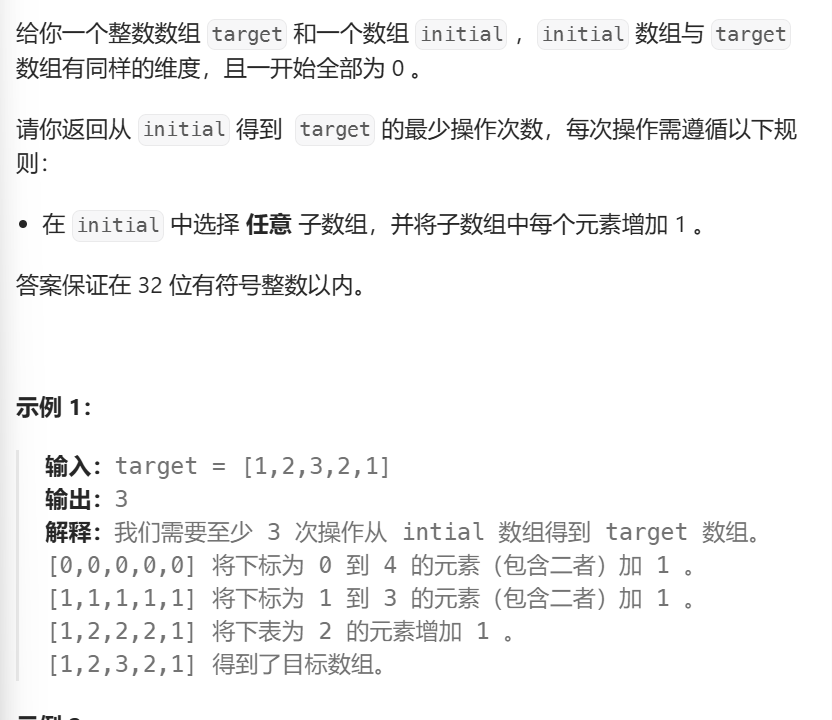 给你一个整数数组 target 和一个数组 initial ，initial 数组与 target
数组有同样的维度，且一开始全部为 0 。
请你返回从 initial 得到 target 的最少操作次数，每次操作需遵循以下规
则：
• 在 initial 中选择 任意 子数组，并将子数组中每个元素增加 1 。
答案保证在 32 位有符号整数以内。
示例 1：
输入：target = [1,2,3,2,1]
输出：3
解释：我们需要至少 3 次操作从 intial 数组得到 target 数组。
[0,0,0,0,0] 将下标为 0 到 4 的元素（包含二者）加 1 。
[1,1,1,1,1] 将下标为 1 到 3 的元素（包含二者）加 1 。
[1,2,2,2,1] 将下表为 2 的元素增加 1 。
[1,2,3,2,1] 得到了目标数组。